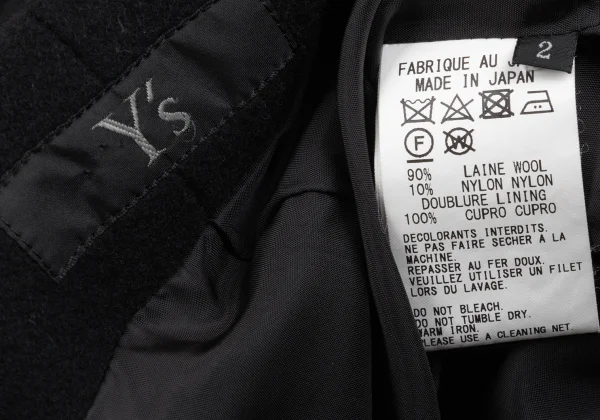 Y's
2
FABRIQUE AU
MADE IN JAPAN
F
W
90% LAINE WOOL
10% NYLON NYLON
DOUBLURE LINING
100% CUPRO CUPRO
DECOLORANTS INTERDITS.
NE PAS FAIRE SECHER A LA
MACHINE.
REPASSER AU FER DOUX.
VEUILLEZ UTILISER UN FILET
LORS DU LAVAGE.
DO NOT BLEACH.
DO NOT TUMBLE DRY.
WARM IRON.
PLEASE USE A CLEANING NET